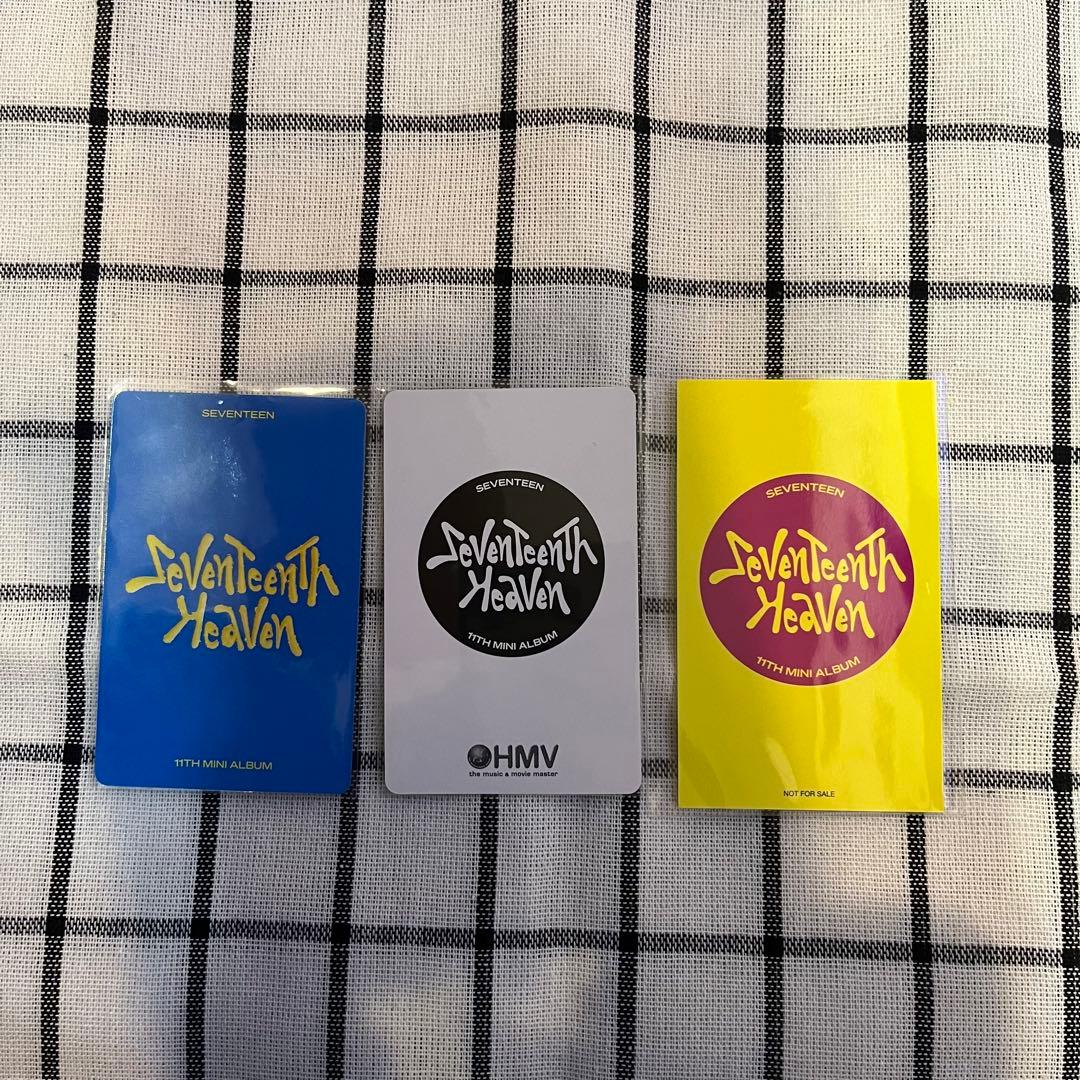 SEVENTEEN
SevenTeenTh
Heaven
11TH MINI ALBUM
SEVENTEEN
SevenTeenTh
Heaven
11TH MINI ALBUM
HMV
the music & movie master
SEVENTEEN
SevenTeenTh
Heaven
11TH MINI ALBUM
NOT FOR SALE